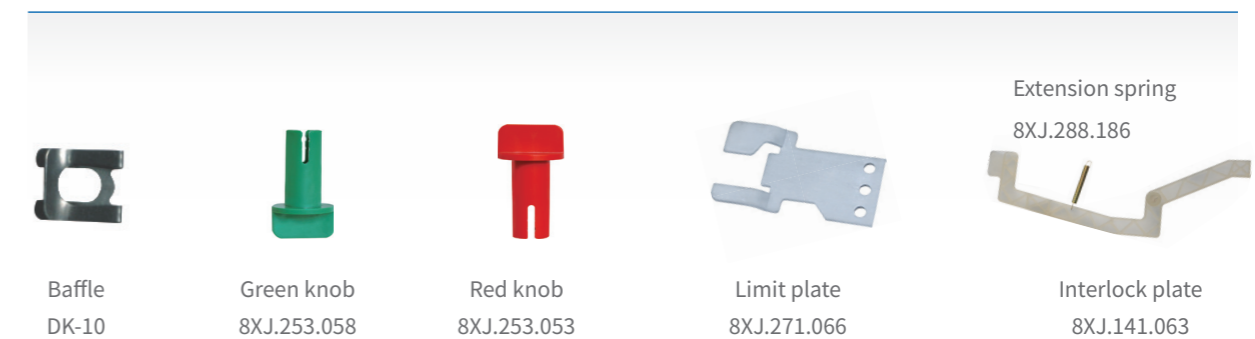 Extension spring
8XJ.288.186
Baffle
DK-10
Green knob
8XJ.253.058
Red knob
8XJ.253.053
Limit plate
8XJ.271.066
Interlock plate
8XJ.141.063